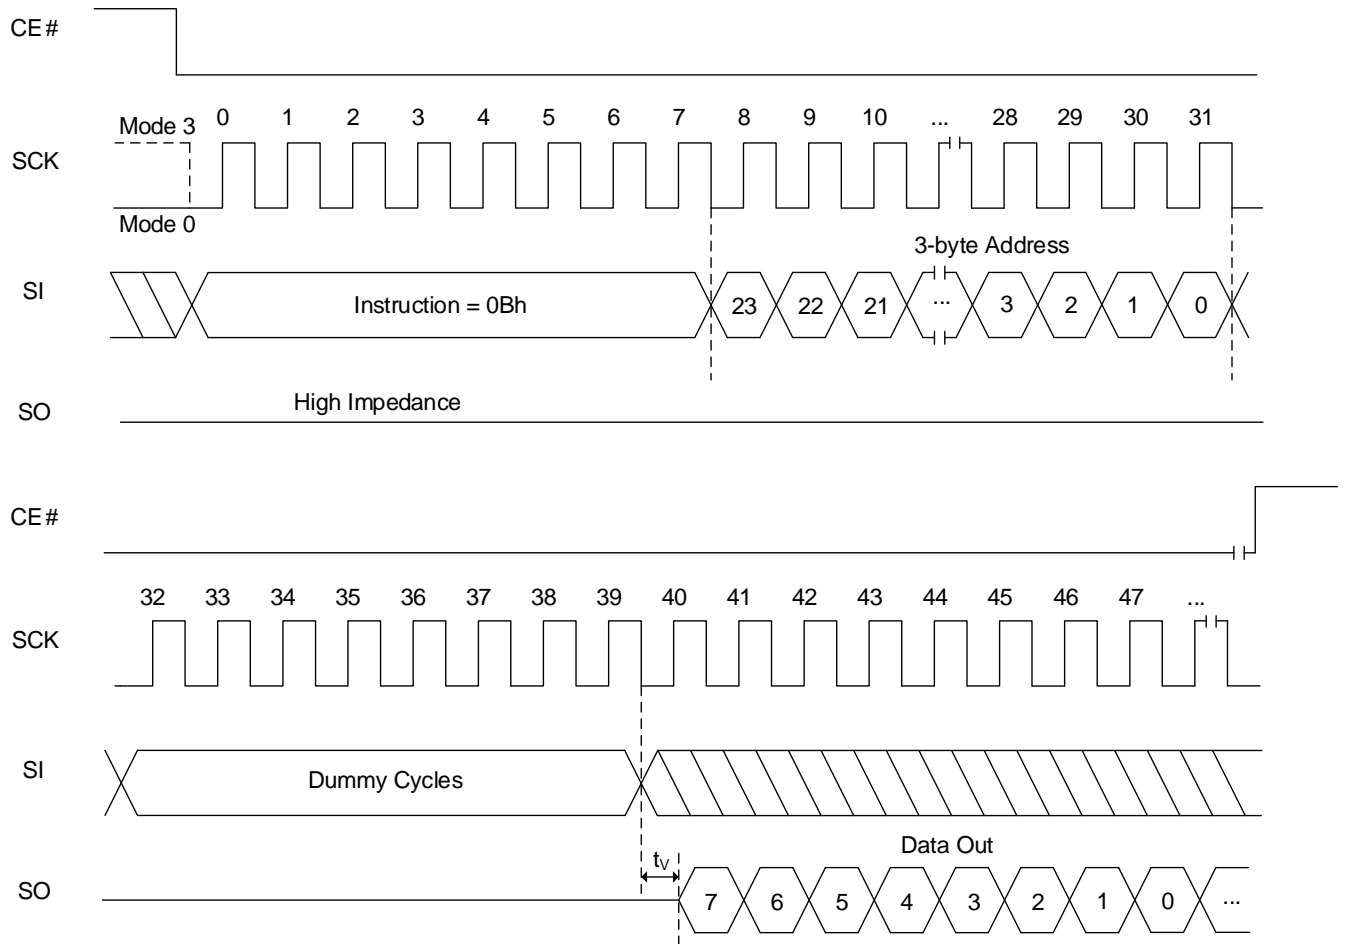 CE#
Mode 3 0 1 2 3 4 5 6 7 8 9 10 ... 28 29 30 31
SCK
Mode 0
3-byte Address
SI Instruction = 0Bh 23 22 21 ... 3 2 1 0
SO High Impedance
CE#
32 33 34 35 36 37 38 39 40 41 42 43 44 45 46 47 ...
SCK
SI Dummy Cycles
Data Out
tV
SO 7 6 5 4 3 2 1 0 ...